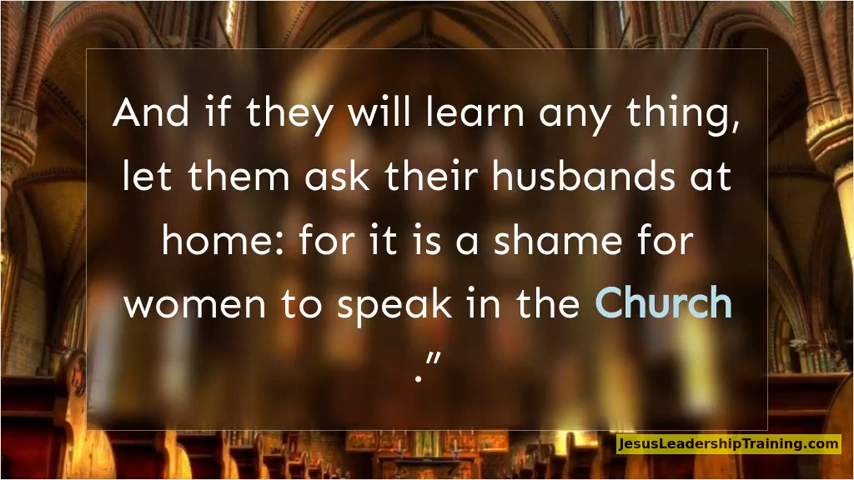 And if they will learn any thing,
let them ask their husbands at
home: for it is a shame for
women to speak in the Church
.”
JesusLeadershipTraining.com